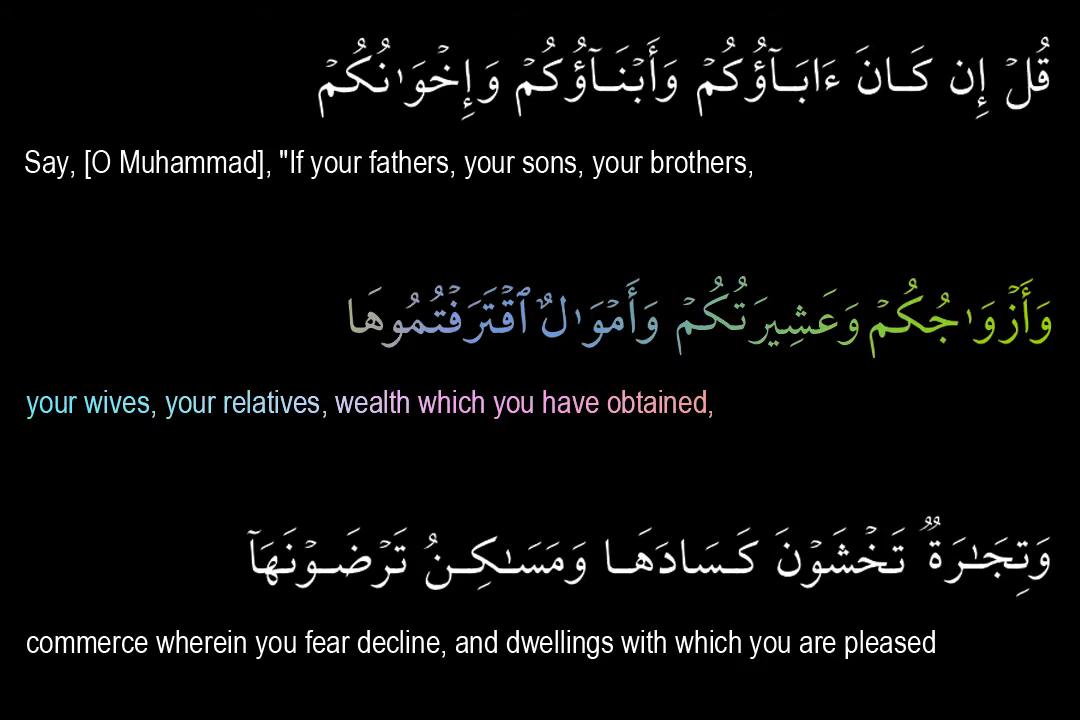 قُلۡ إِن كَانَ ءَابَآؤُكُمۡ وَأَبۡنَآؤُكُمۡ وَإِخۡوَٰنُكُمۡ
Say, [O Muhammad], "If your fathers, your sons, your brothers,
وَأَزۡوَٰجُكُمۡ وَعَشِيرَتُكُمۡ وَأَمۡوَٰلٌ ٱقۡتَرَفۡتُمُوهَا
your wives, your relatives, wealth which you have obtained,
وَتِجَٰرَةٞ تَخۡشَوۡنَ كَسَادَهَا وَمَسَٰكِنُ تَرۡضَوۡنَهَآ
commerce wherein you fear decline, and dwellings with which you are pleased